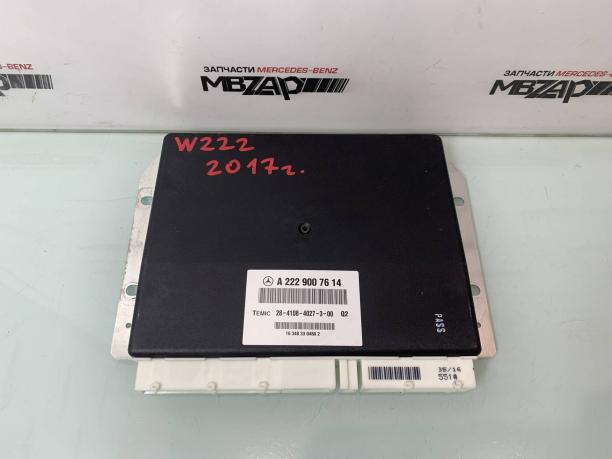 ЗАПЧАСТИ MERCEDES-BENZ
MBZAP
ЗАПЧАСТИ MERCEDES-BENZ
MBZAP
W222
2017г.
A 222 900 76 14
TEMIC 28-4108-4027-3-00 Q2
PASS
35/16